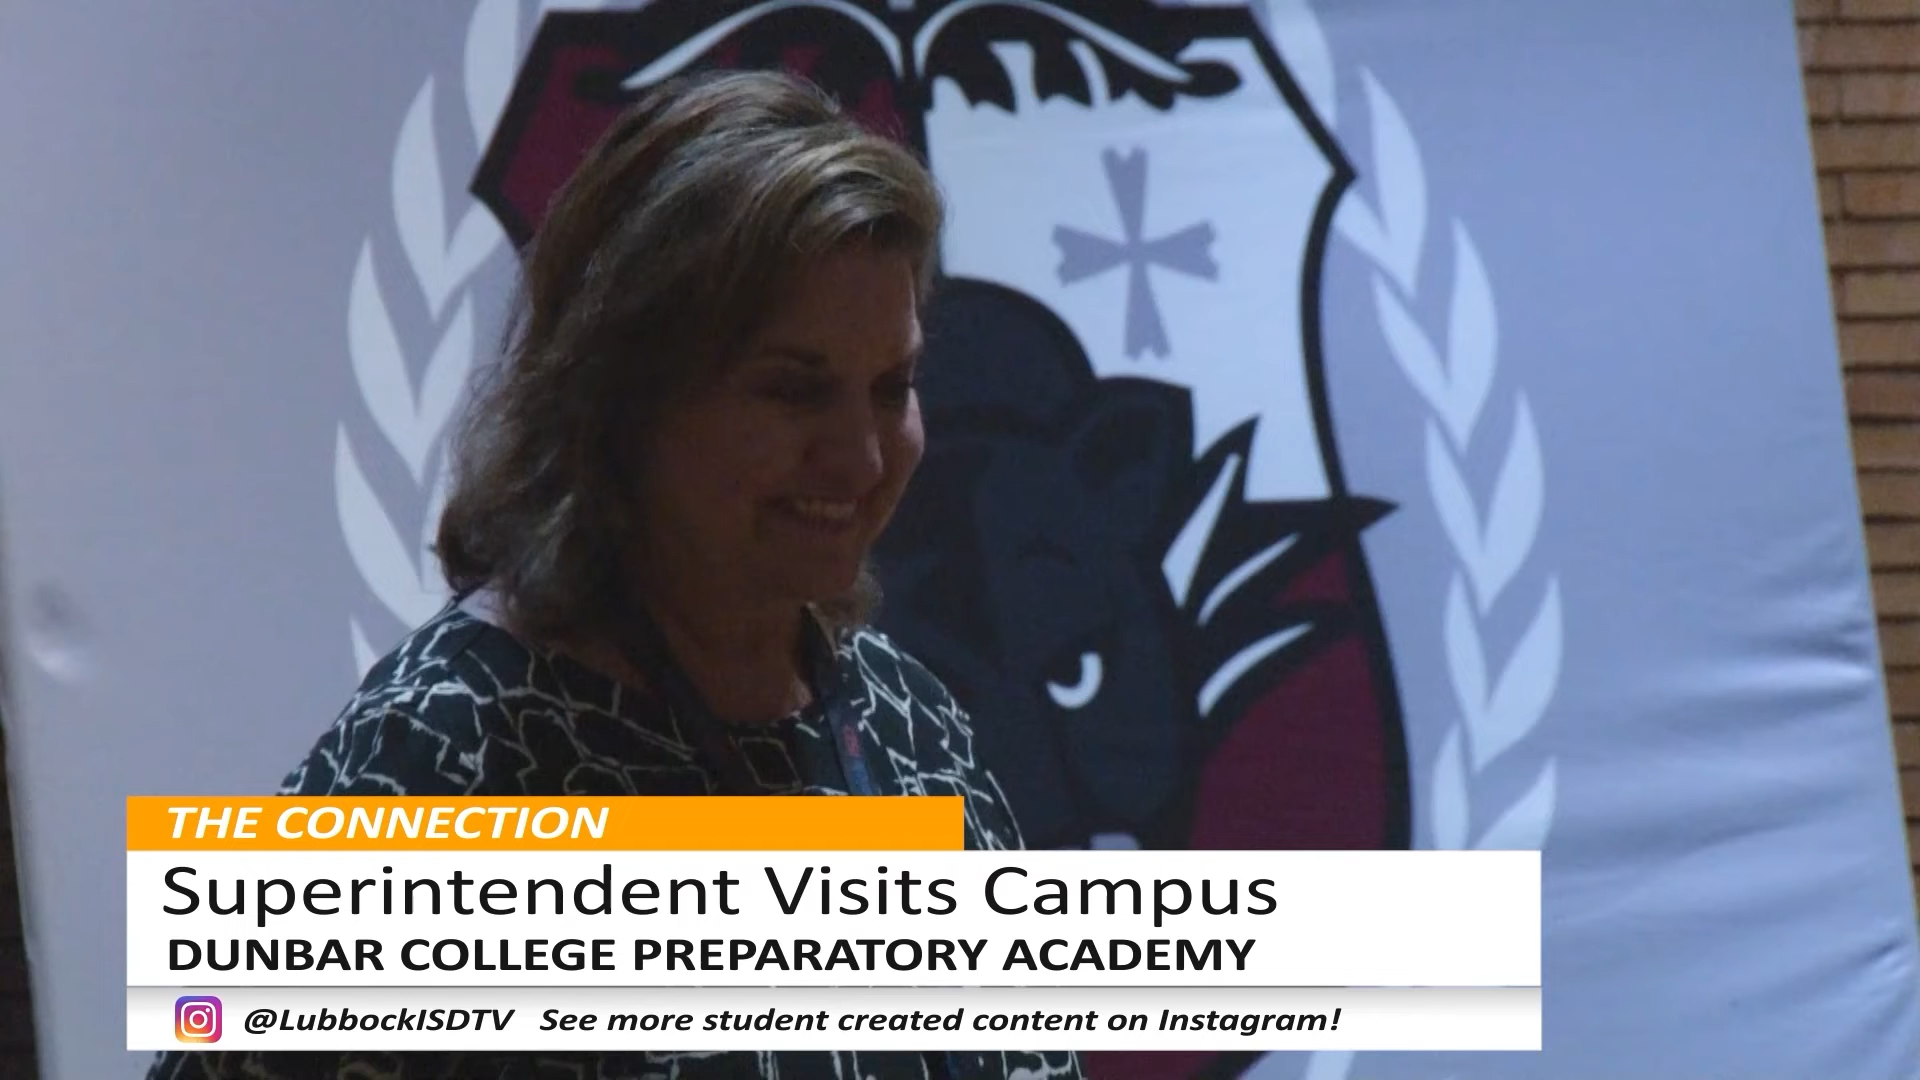 THE CONNECTION
Superintendent Visits Campus
DUNBAR COLLEGE PREPARATORY ACADEMY
@LubbockISDTV See more student created content on Instagram!